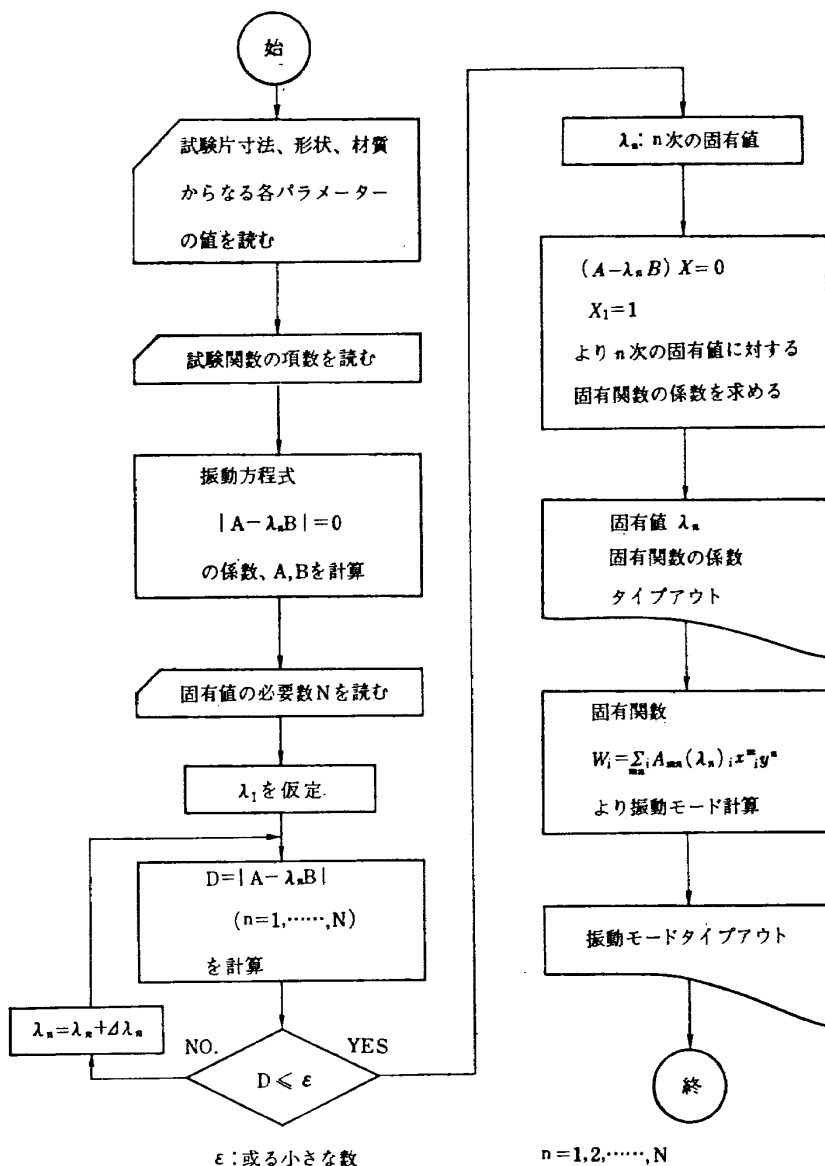 始
試験片寸法、形状、材質
からなる各パラメーター
の値を読む
試験関数の項数を読む
振動方程式
|A−λnB|=0
の係数、A,Bを計算
固有値の必要数Nを読む
λ1を仮定
D=|A−λnB|
(n=1,……,N)
を計算
λn=λn+Δλn
NO.
YES
D≤ε
ε:或る小さな数
λn: n次の固有値
(A−λnB)X=0
X1=1
より n 次の固有値に対する
固有関数の係数を求める
固有値 λn
固有関数の係数
タイプアウト
固有関数
Wi=Σmn iAmn(λn)i x^m i y^n
より振動モード計算
振動モードタイプアウト
終
n=1,2,……,N